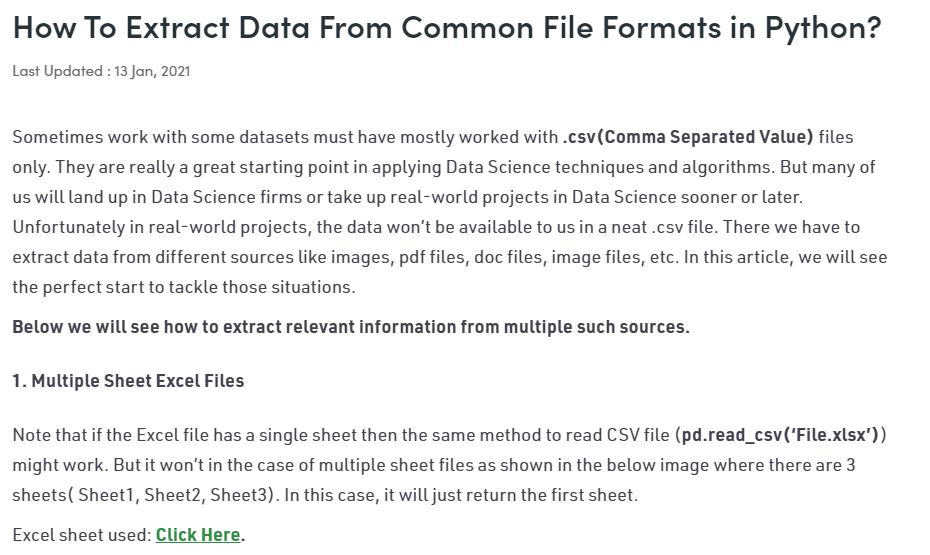 How To Extract Data From Common File Formats in Python?
Last Updated : 13 Jan, 2021
Sometimes work with some datasets must have mostly worked with .csv(Comma Separated Value) files
only. They are really a great starting point in applying Data Science techniques and algorithms. But many of
us will land up in Data Science firms or take up real-world projects in Data Science sooner or later.
Unfortunately in real-world projects, the data won’t be available to us in a neat .csv file. There we have to
extract data from different sources like images, pdf files, doc files, image files, etc. In this article, we will see
the perfect start to tackle those situations.
Below we will see how to extract relevant information from multiple such sources.
1. Multiple Sheet Excel Files
Note that if the Excel file has a single sheet then the same method to read CSV file (pd.read_csv(‘File.xlsx’))
might work. But it won’t in the case of multiple sheet files as shown in the below image where there are 3
sheets( Sheet1, Sheet2, Sheet3). In this case, it will just return the first sheet.
Excel sheet used: Click Here.